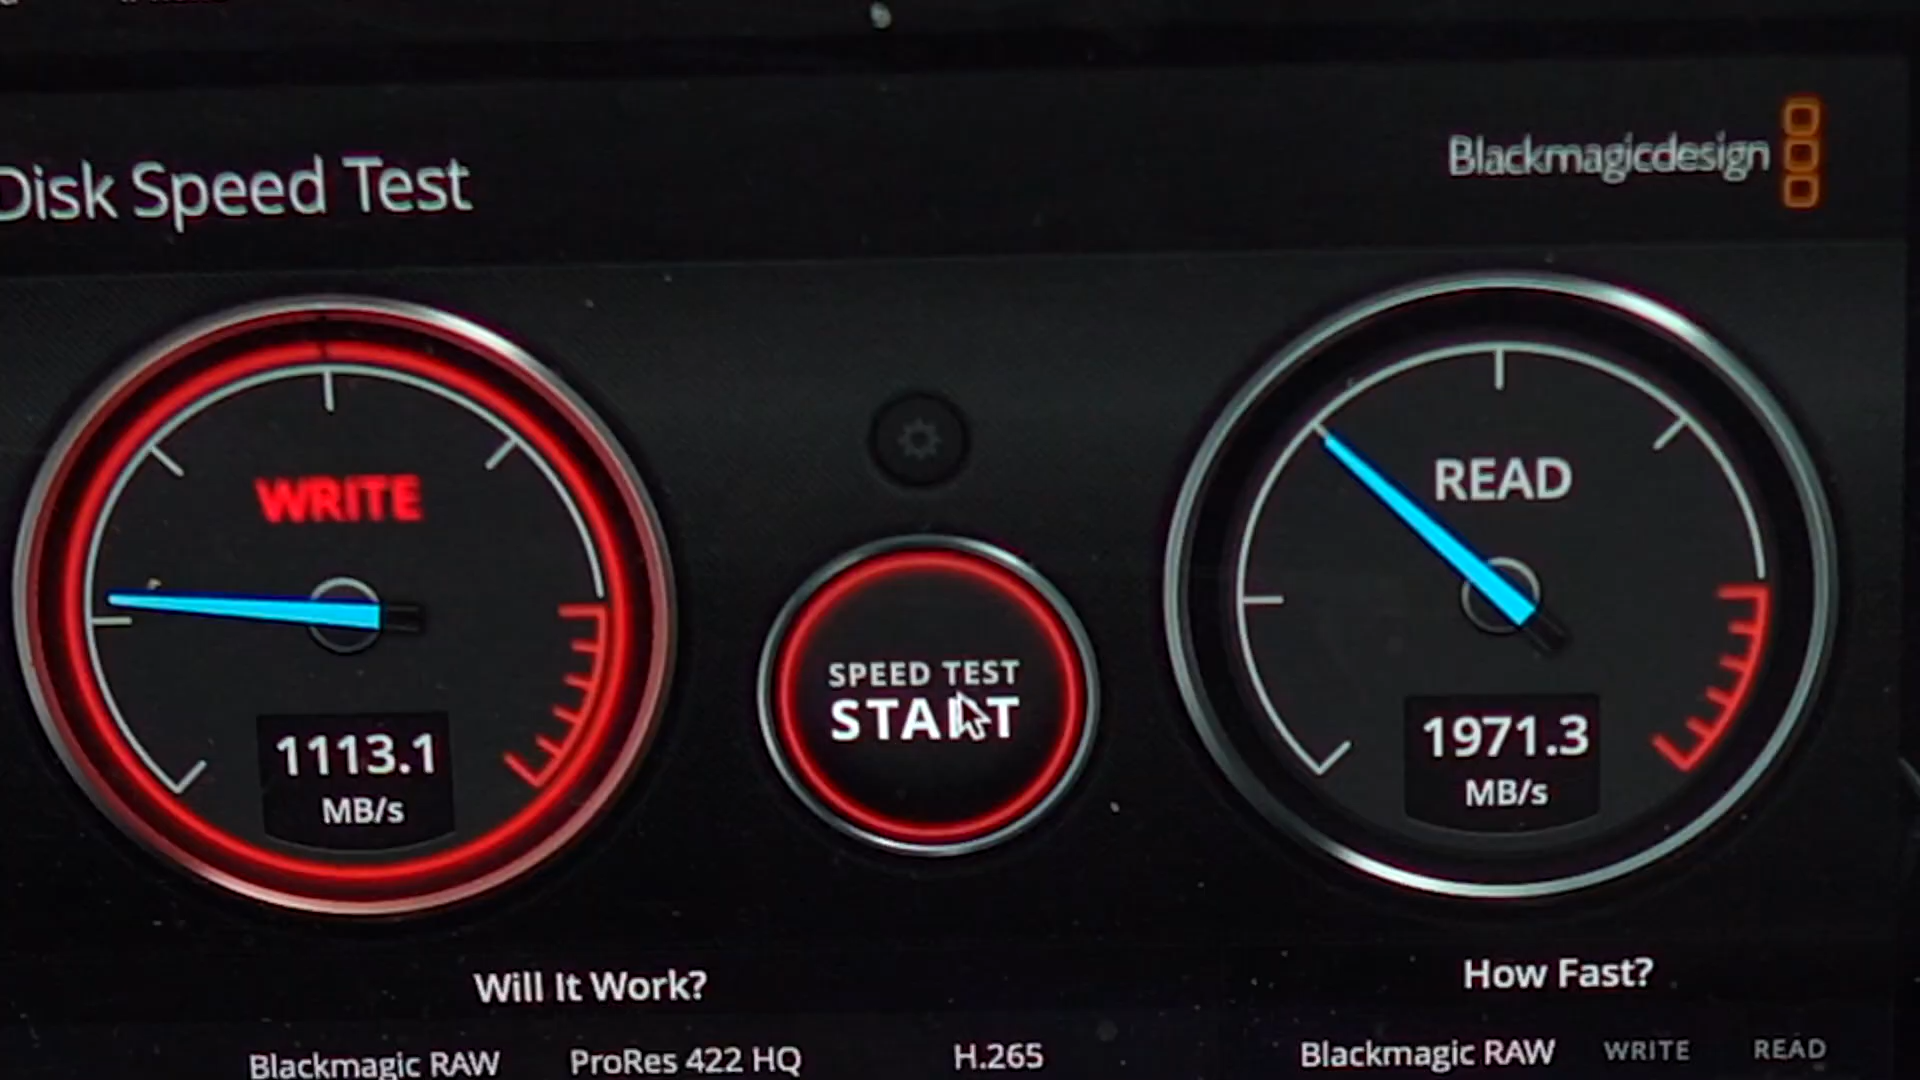 Disk Speed Test
Blackmagicdesign
WRITE
1113.1
MB/s
SPEED TEST
START
READ
1971.3
MB/s
Will It Work?
How Fast?
Blackmagic RAW ProRes 422 HQ H.265
Blackmagic RAW WRITE READ